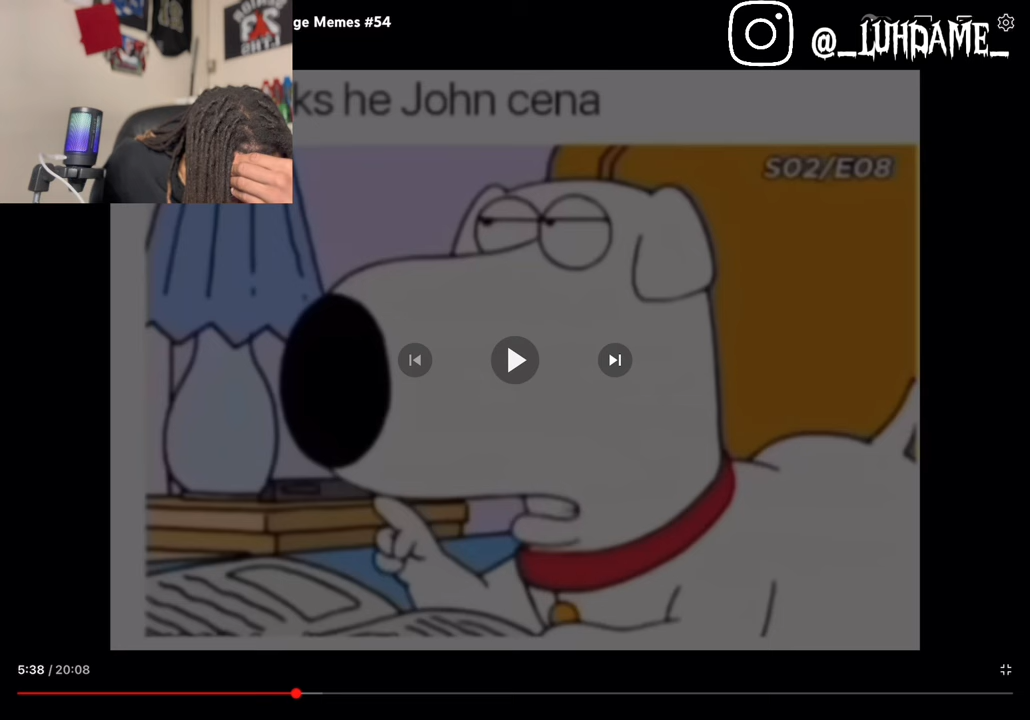 ge Memes #54
@_LUHDAME_
ks he John cena
S02/E08
5:38 / 20:08